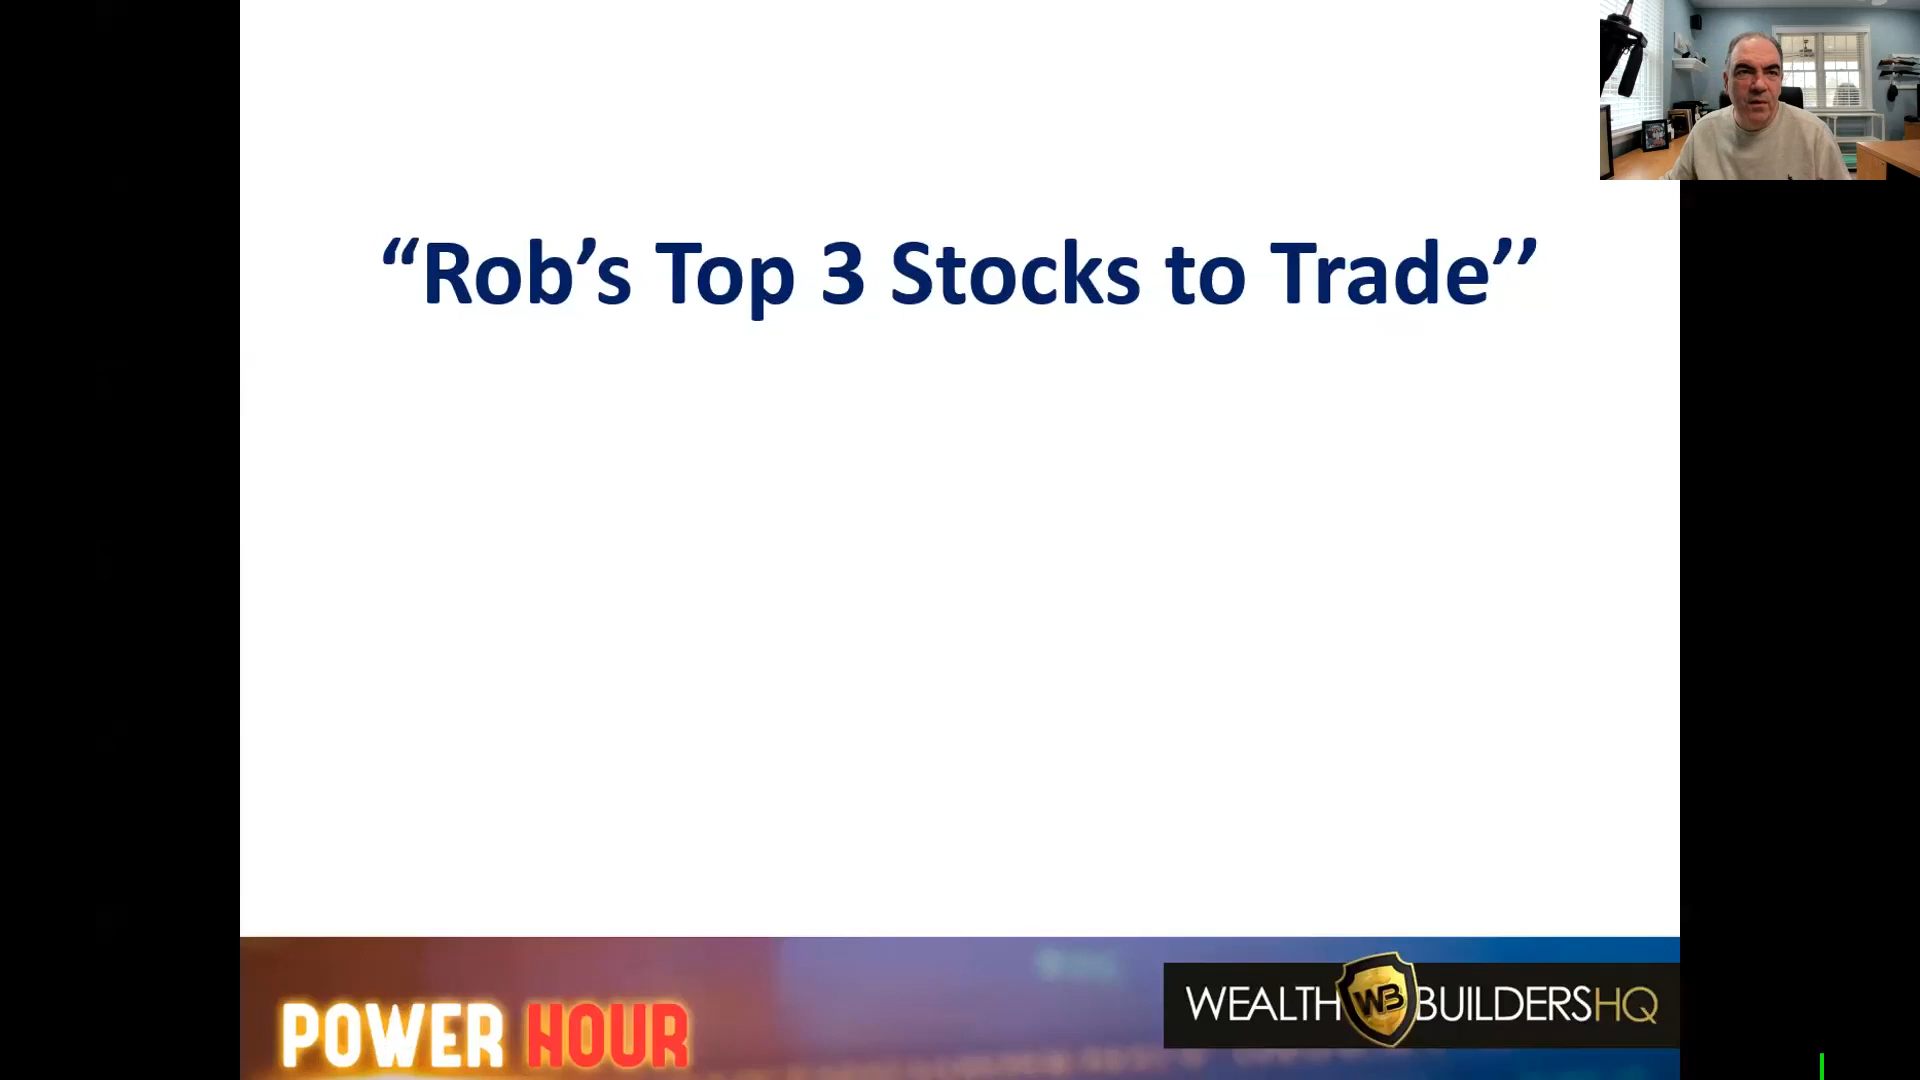 “Rob’s Top 3 Stocks to Trade’’
POWER HOUR
WEALTH WB BUILDERSHQ